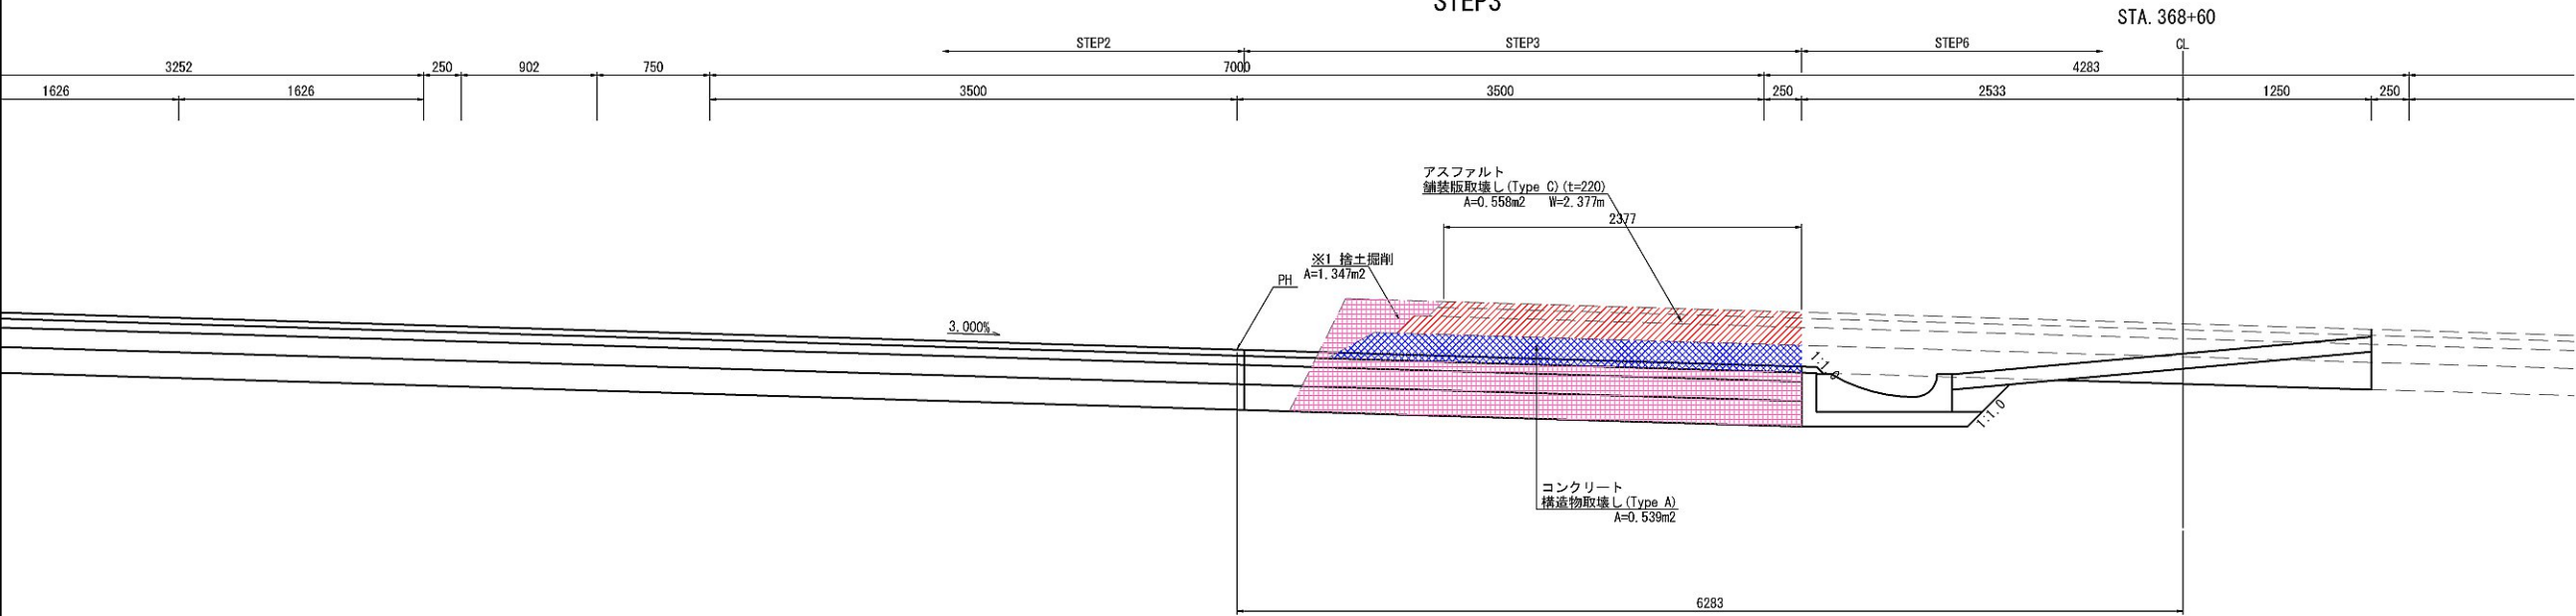 STEP3
STA. 368+60
STEP2
STEP3
STEP6
CL
3252
250
902
750
7000
4283
1626
1626
3500
3500
250
2533
1250
250
アスファルト
舗装版取壊し(Type C)(t=220)
A=0.558m2 W=2.377m
2377
※1 捨土掘削
A=1.347m2
PH
3.000%
1:1.0
1:1.0
コンクリート
構造物取壊し(Type A)
A=0.539m2
6283